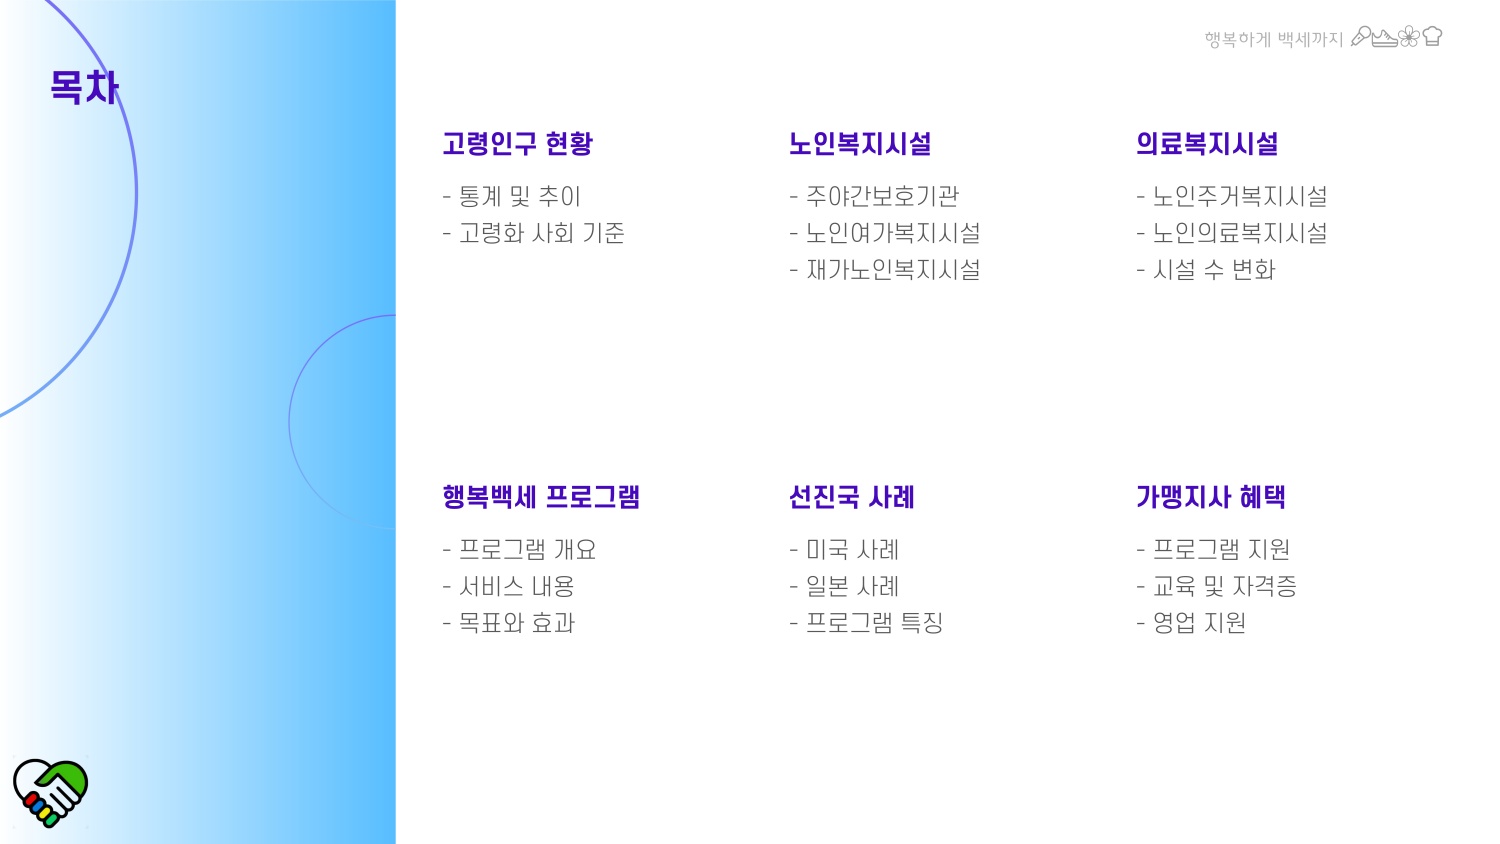 행복하게 백세까지
목차
고령인구 현황
- 통계 및 추이
- 고령화 사회 기준
노인복지시설
- 주야간보호기관
- 노인여가복지시설
- 재가노인복지시설
의료복지시설
- 노인주거복지시설
- 노인의료복지시설
- 시설 수 변화
행복백세 프로그램
- 프로그램 개요
- 서비스 내용
- 목표와 효과
선진국 사례
- 미국 사례
- 일본 사례
- 프로그램 특징
가맹지사 혜택
- 프로그램 지원
- 교육 및 자격증
- 영업 지원